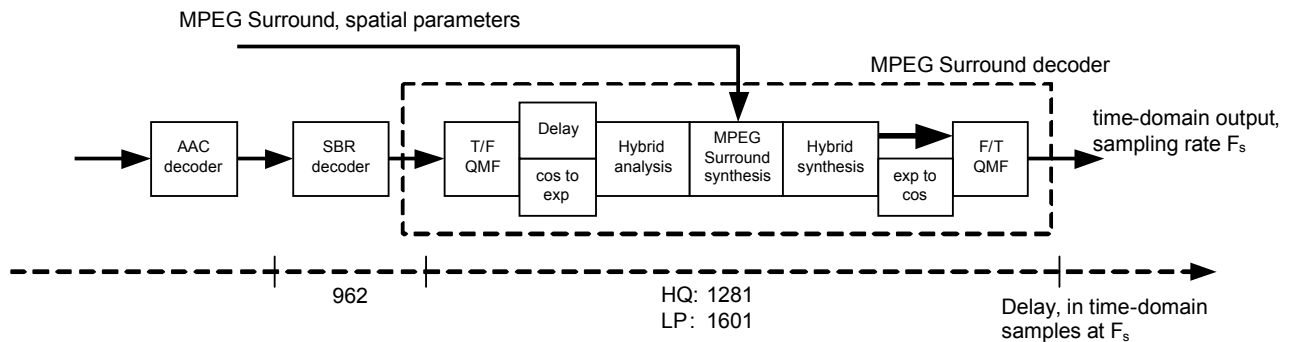 MPEG Surround, spatial parameters
MPEG Surround decoder
time-domain output,
sampling rate Fs
AAC
decoder
SBR
decoder
T/F
QMF
Delay
cos to
exp
Hybrid
analysis
MPEG
Surround
synthesis
Hybrid
synthesis
exp to
cos
F/T
QMF
962
HQ: 1281
LP: 1601
Delay, in time-domain
samples at Fs